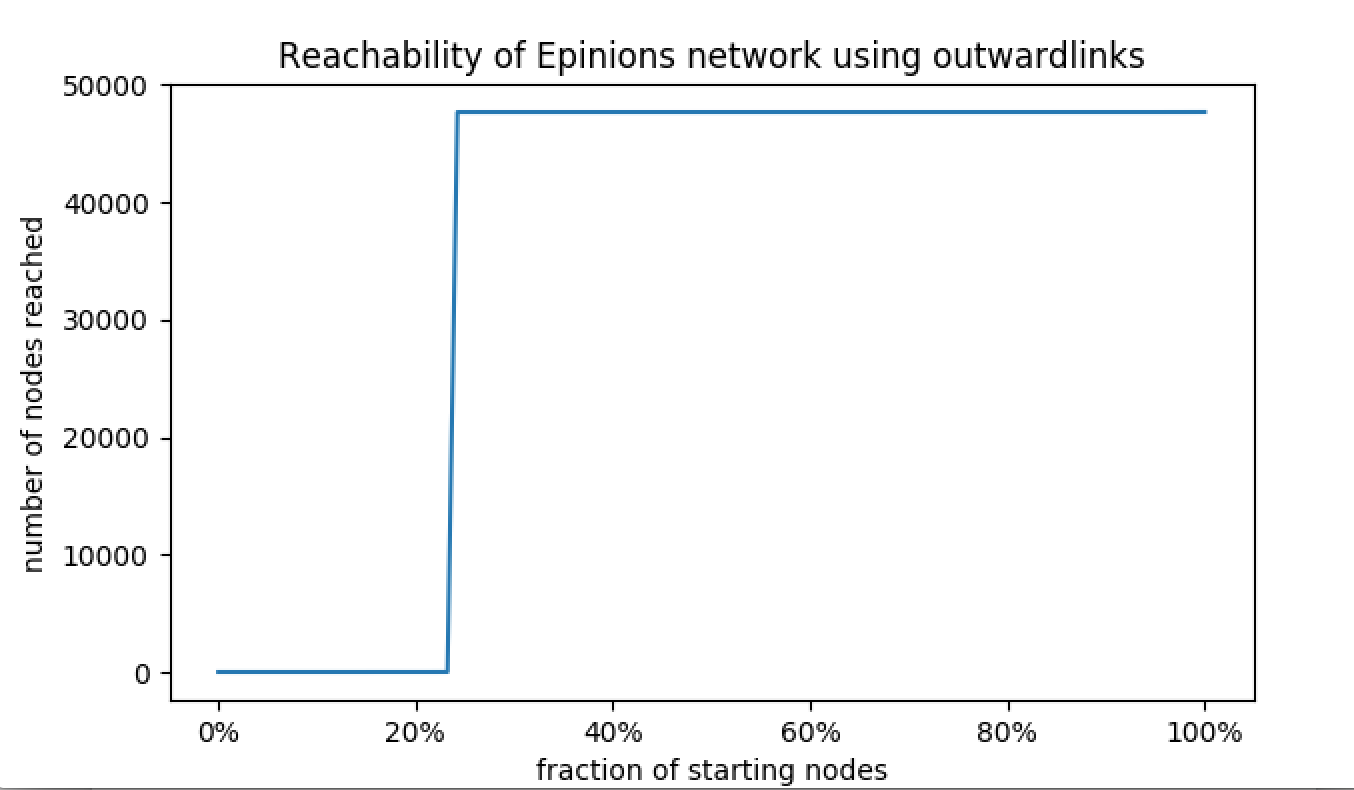 Reachability of Epinions network using outwardlinks
50000
40000
30000
20000
10000
0
number of nodes reached
0% 20% 40% 60% 80% 100%
fraction of starting nodes